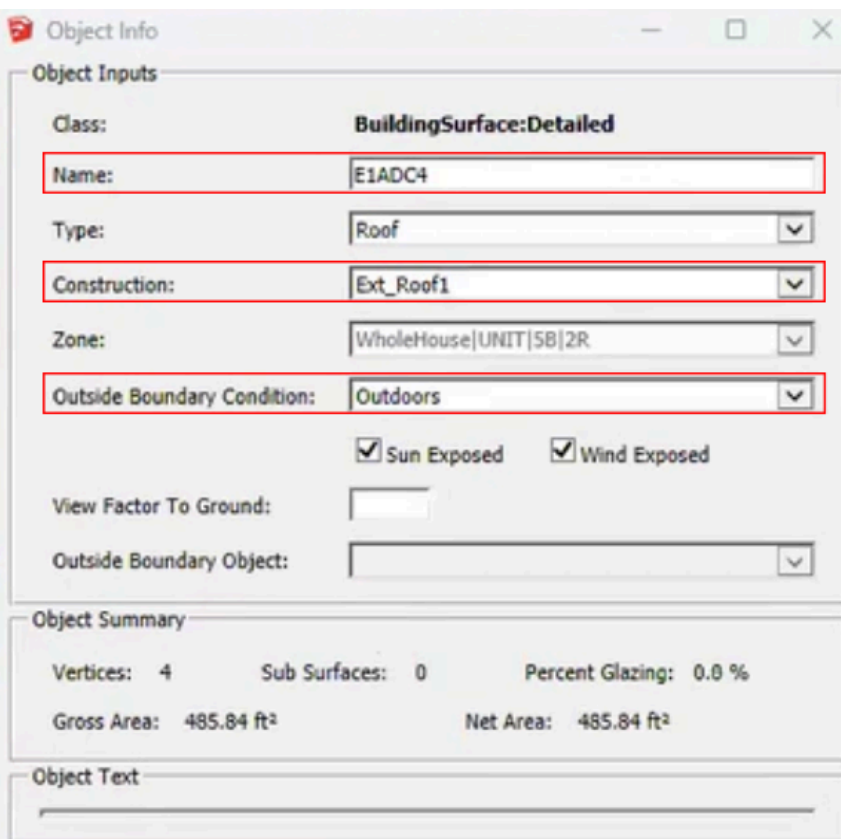 Object Info
Object Inputs
Class: BuildingSurface:Detailed
Name: E1ADC4
Type: Roof
Construction: Ext_Roof1
Zone: WholeHouse|UNIT|5B|2R
Outside Boundary Condition: Outdoors
Sun Exposed Wind Exposed
View Factor To Ground:
Outside Boundary Object:
Object Summary
Vertices: 4 Sub Surfaces: 0 Percent Glazing: 0.0 %
Gross Area: 485.84 ft² Net Area: 485.84 ft²
Object Text